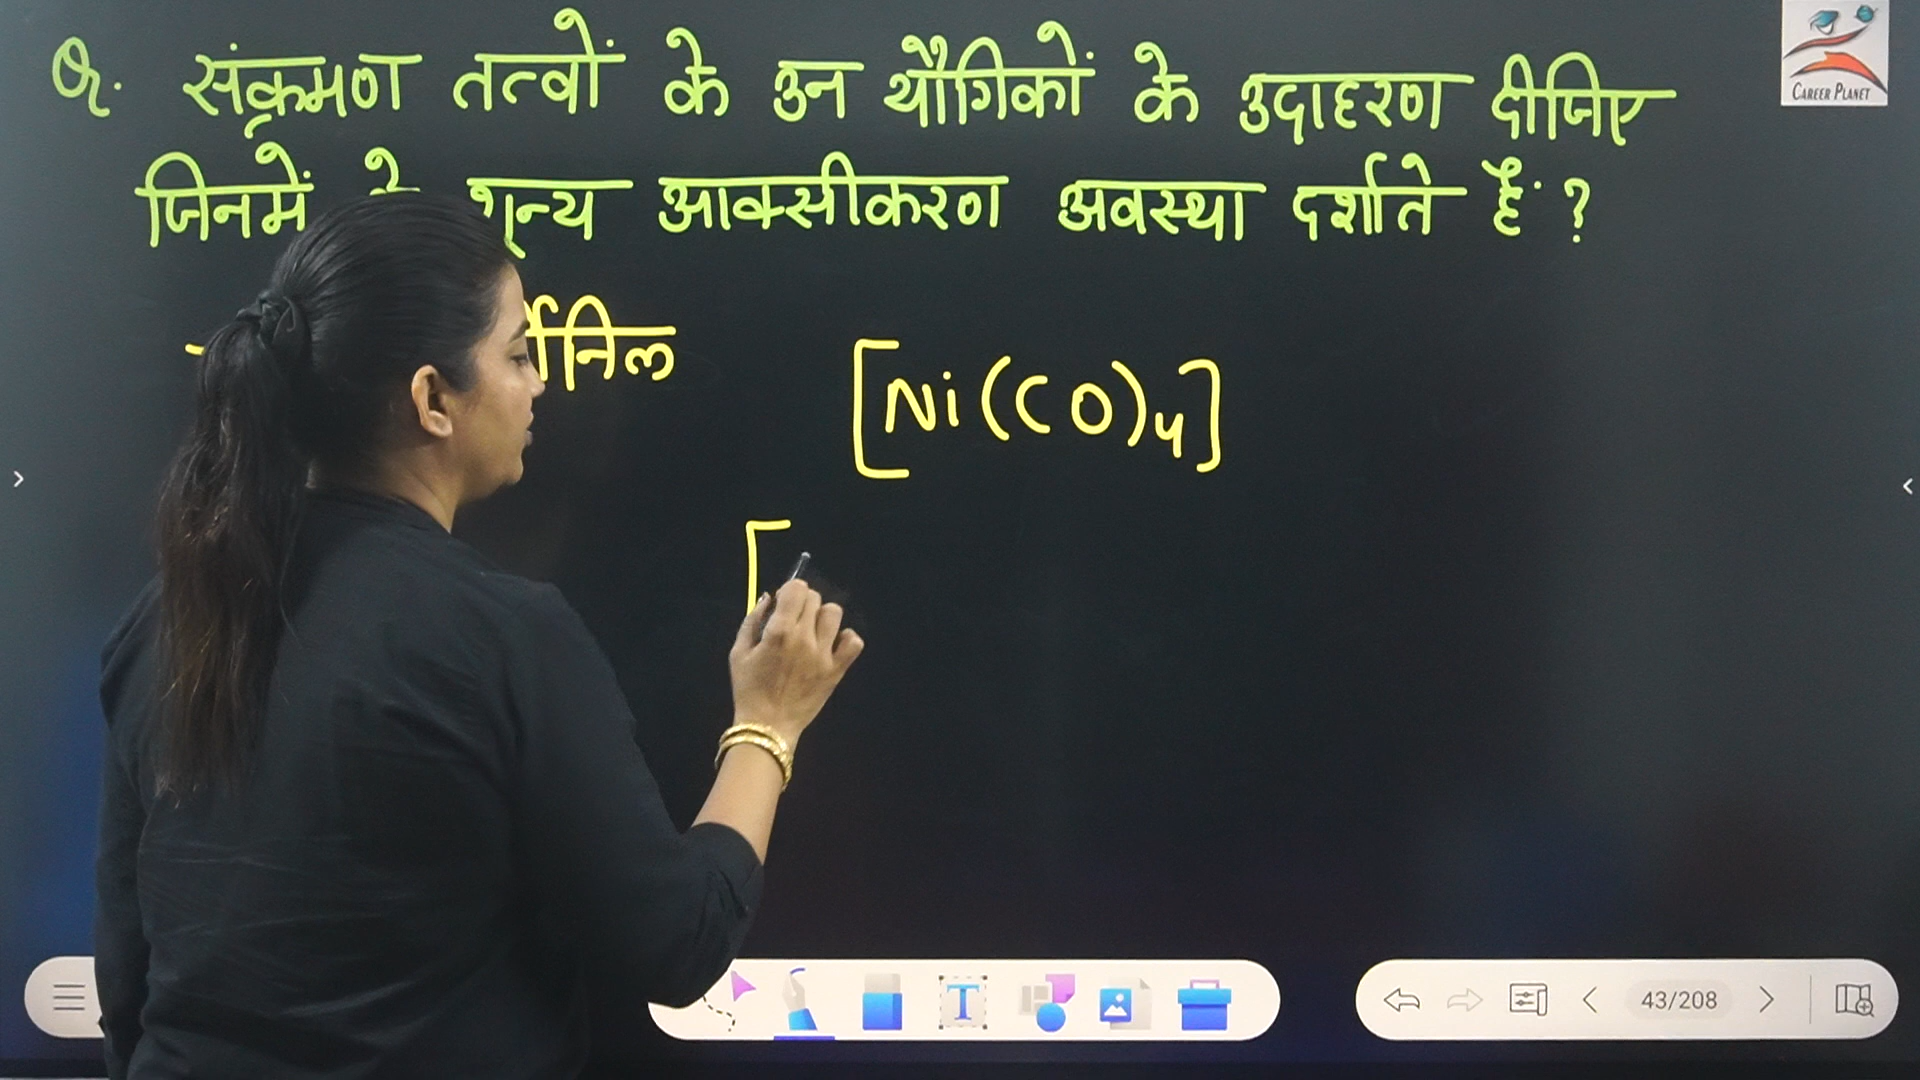 Q. संक्रमण तत्वों के उन यौगिकों के उदाहरण दीजिए
जिनमें शून्य आक्सीकरण अवस्था दर्शाते हैं ?
[Ni(CO)4]
[
CAREER PLANET
T
43/208